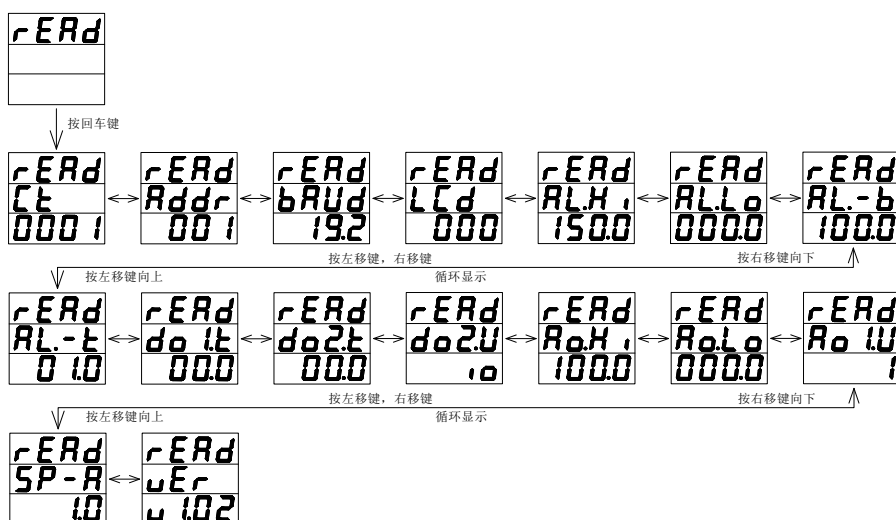 rEAd
按回车键
rEAd rEAd rEAd rEAd rEAd rEAd rEAd
Ct Addr bAUd LCd AL.Hi AL.Lo AL.-b
0001 001 19.2 000 150.0 000.0 100.0
按左移键，右移键 按右移键向下
按左移键向上 循环显示
rEAd rEAd rEAd rEAd rEAd rEAd rEAd
AL.-t do1.t do2.t do2.U Ao.Hi Ao.Lo Ao1.U
01.0 00.0 00.0 io 100.0 000.0 1
按左移键，右移键 按右移键向下
按左移键向上 循环显示
rEAd rEAd
SP-A vEr
1.0 v1.02